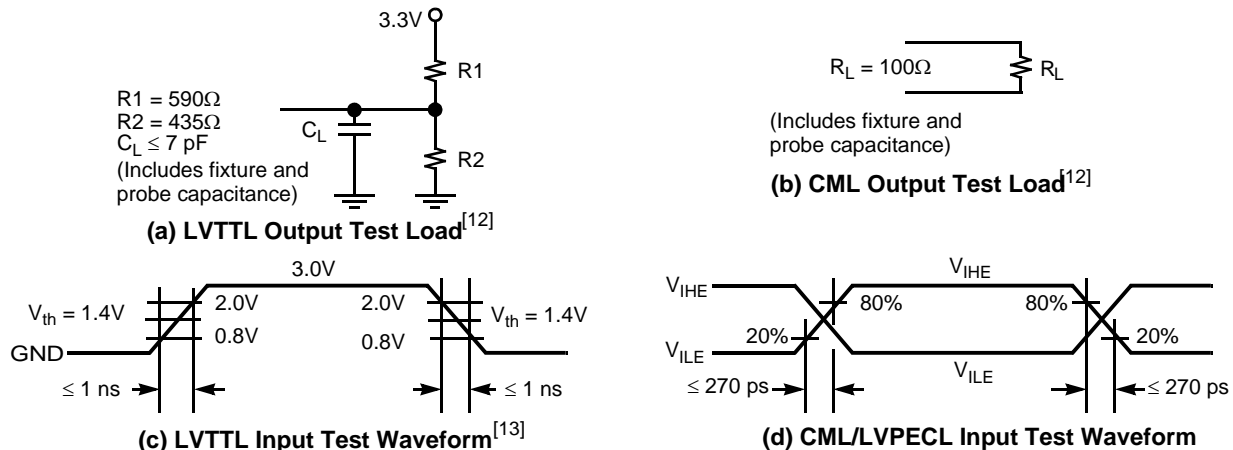 3.3V
R1
R1 = 590Ω
R2 = 435Ω
C_L ≤ 7 pF
(Includes fixture and
probe capacitance)
C_L
R2
(a) LVTTL Output Test Load[12]
R_L = 100Ω
R_L
(Includes fixture and
probe capacitance)
(b) CML Output Test Load[12]
3.0V
V_th = 1.4V
2.0V
0.8V
2.0V
0.8V
V_th = 1.4V
GND
≤ 1 ns
≤ 1 ns
(c) LVTTL Input Test Waveform[13]
V_IHE
V_IHE
80%
80%
20%
20%
V_ILE
V_ILE
≤ 270 ps
≤ 270 ps
(d) CML/LVPECL Input Test Waveform